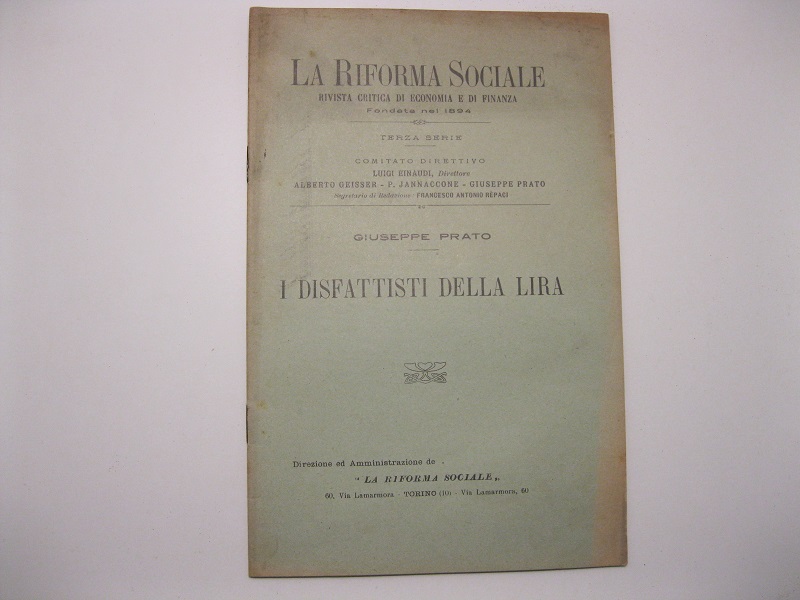 LA RIFORMA SOCIALE
RIVISTA CRITICA DI ECONOMIA E DI FINANZA
Fondata nel 1894
TERZA SERIE
COMITATO DIRETTIVO
LUIGI EINAUDI, Direttore
ALBERTO GEISSER - P. JANNACCONE - GIUSEPPE PRATO
Segretario di Redazione - FRANCESCO ANTONIO RÉPACI
GIUSEPPE PRATO
I DISFATTISTI DELLA LIRA
Direzione ed Amministrazione de
“ LA RIFORMA SOCIALE „
60, Via Lamarmora - TORINO (10) - Via Lamarmora, 60